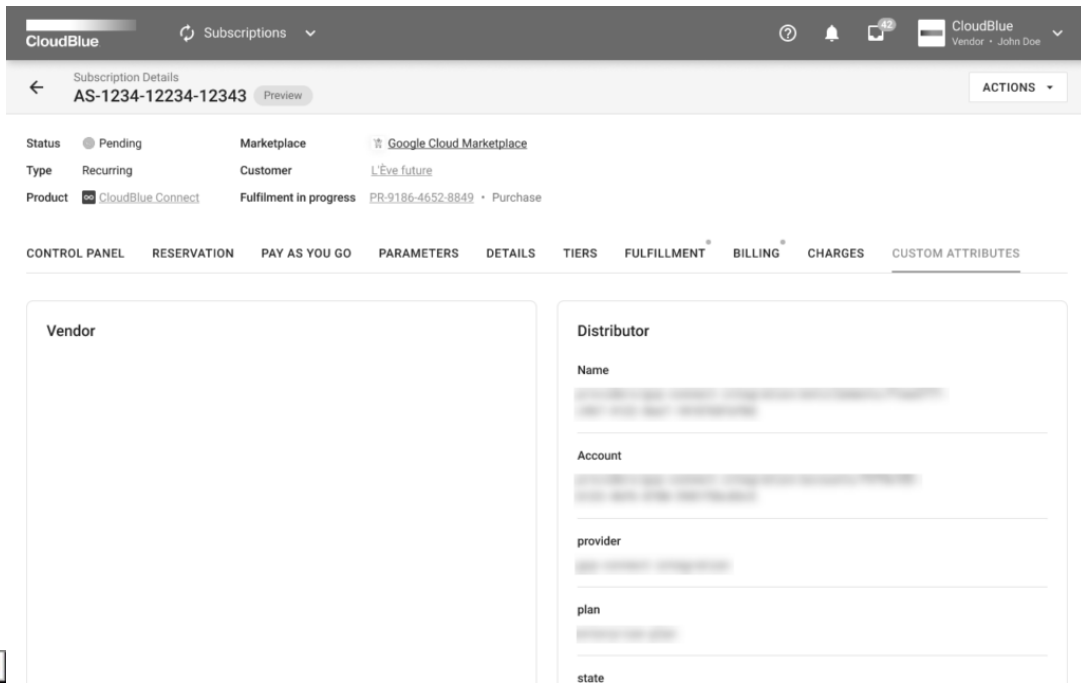 CloudBlue
Subscriptions
42
CloudBlue
Vendor • John Doe
Subscription Details
AS-1234-12234-12343 Preview
ACTIONS
Status Pending
Marketplace Google Cloud Marketplace
Type Recurring
Customer L'Ève future
Product CloudBlue Connect
Fulfilment in progress PR-9186-4652-8849 • Purchase
CONTROL PANEL RESERVATION PAY AS YOU GO PARAMETERS DETAILS TIERS FULFILLMENT BILLING CHARGES CUSTOM ATTRIBUTES
Vendor
Distributor
Name
Account
provider
plan
state